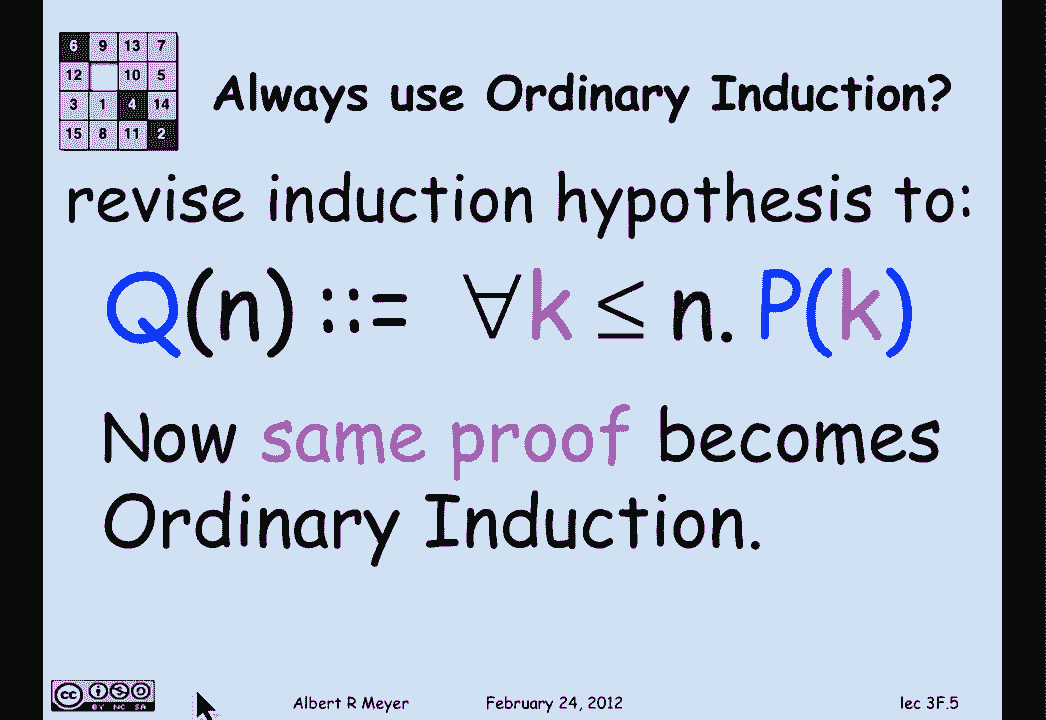 6 9 13 7
12 10 5
3 1 4 14
15 8 11 2
Always use Ordinary Induction?
revise induction hypothesis to:
Q(n) ::= ∀k ≤ n. P(k)
Now same proof becomes
Ordinary Induction.
cc BY NC SA
Albert R Meyer February 24, 2012 lec 3F.5